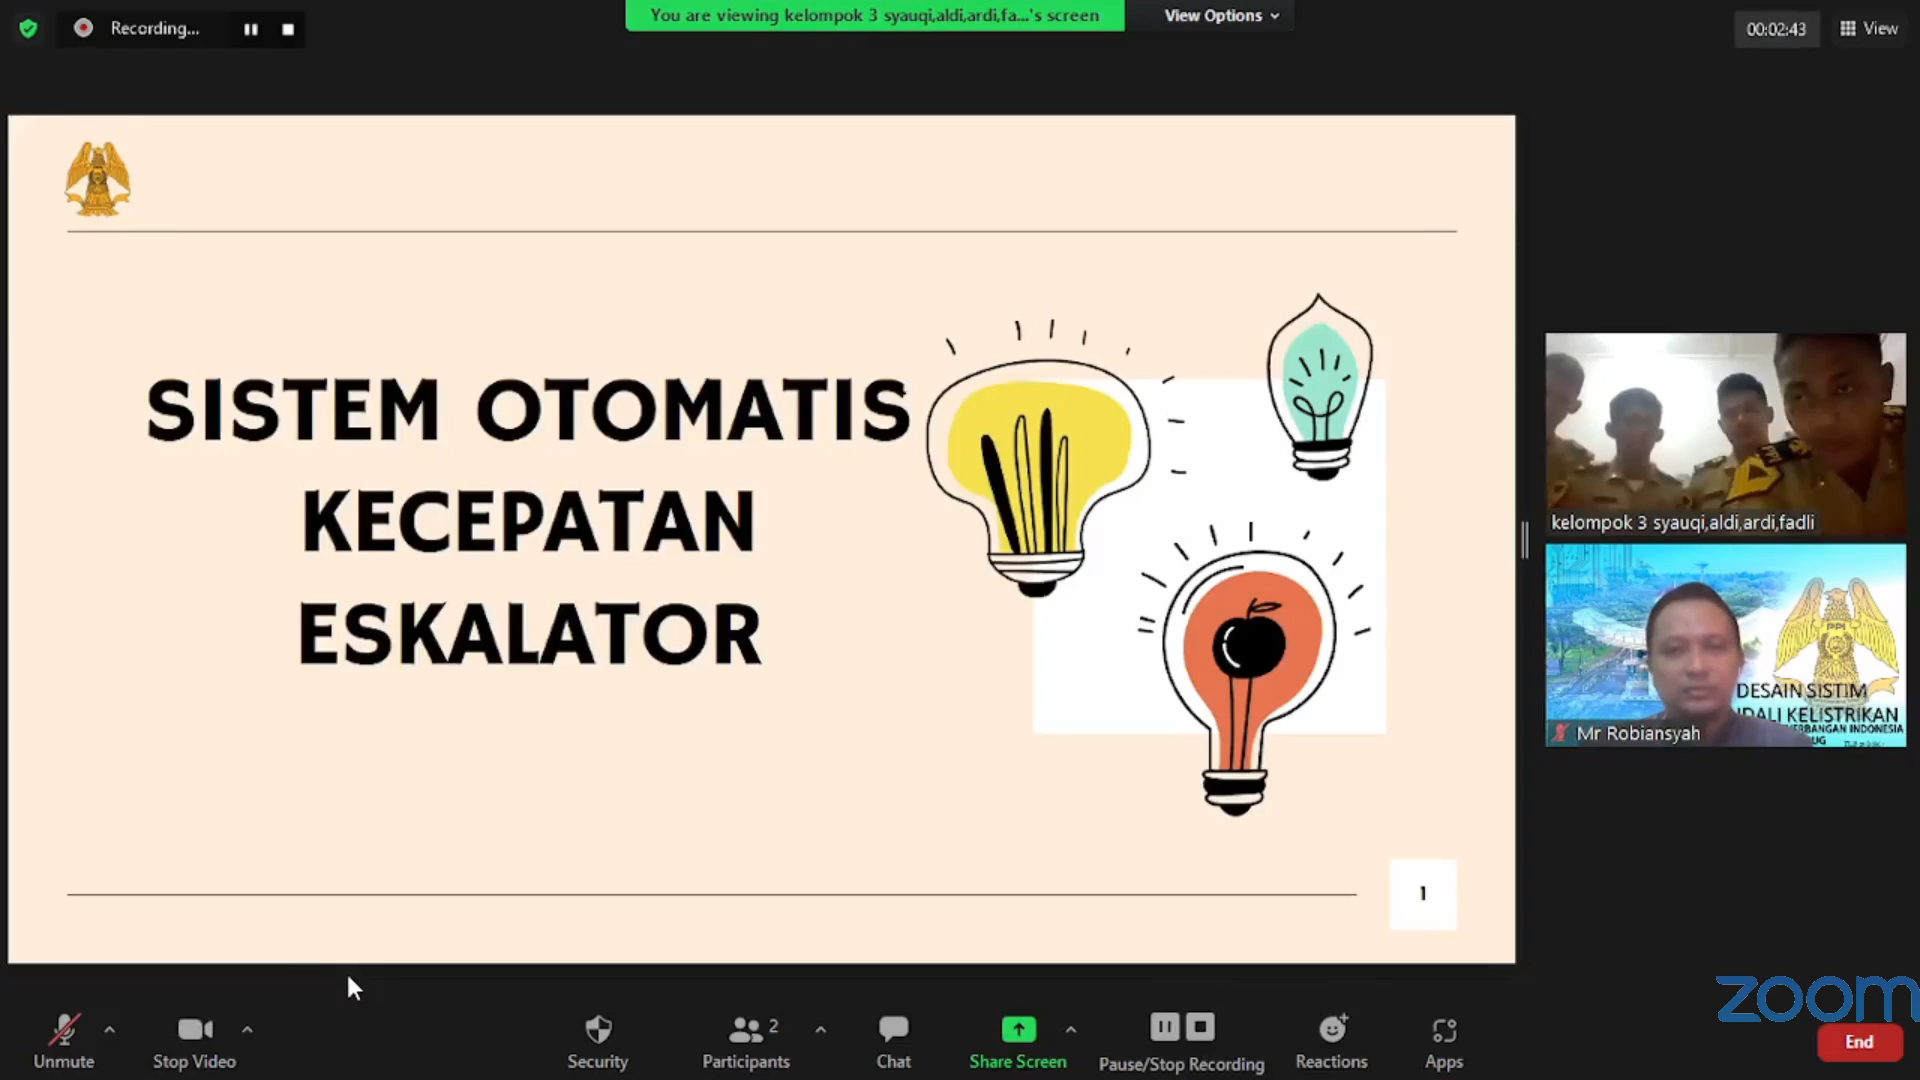 Recording...
You are viewing kelompok 3 syauqi,aldi,ardi,fa...'s screen
View Options
00:02:43
View
SISTEM OTOMATIS
KECEPATAN
ESKALATOR
1
kelompok 3 syauqi,aldi,ardi,fadli
DESAIN SISTIM
KELISTRIKAN
INDONESIA
Mr Robiansyah
zoom
Unmute
Stop Video
Security
2
Participants
Chat
Share Screen
Pause/Stop Recording
Reactions
Apps
End